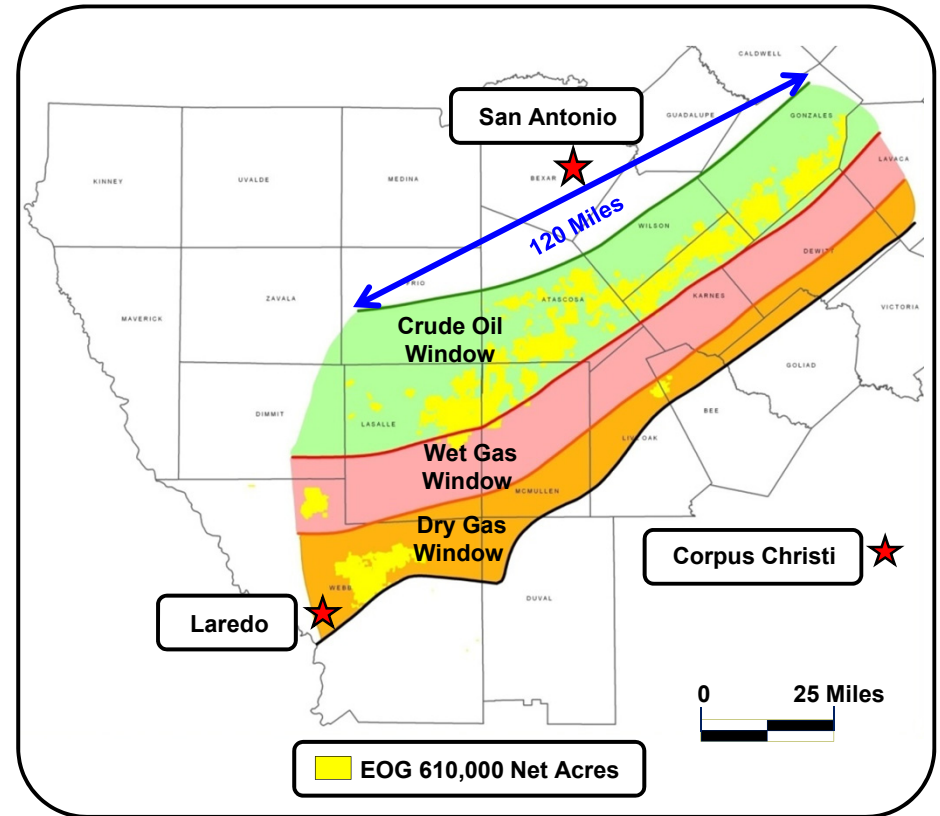 CALDWELL
San Antonio
GUADALUPE
GONZALES
LAVACA
KINNEY
UVALDE
MEDINA
BEXAR
120 Miles
WILSON
DEWITT
FRIO
ZAVALA
ATASCOSA
KARNES
VICTORIA
MAVERICK
Crude Oil
Window
GOLIAD
DIMMIT
LASALLE
BEE
LIVE OAK
Wet Gas
Window
MCMULLEN
Dry Gas
Window
Corpus Christi
WEBB
DUVAL
Laredo
0 25 Miles
EOG 610,000 Net Acres